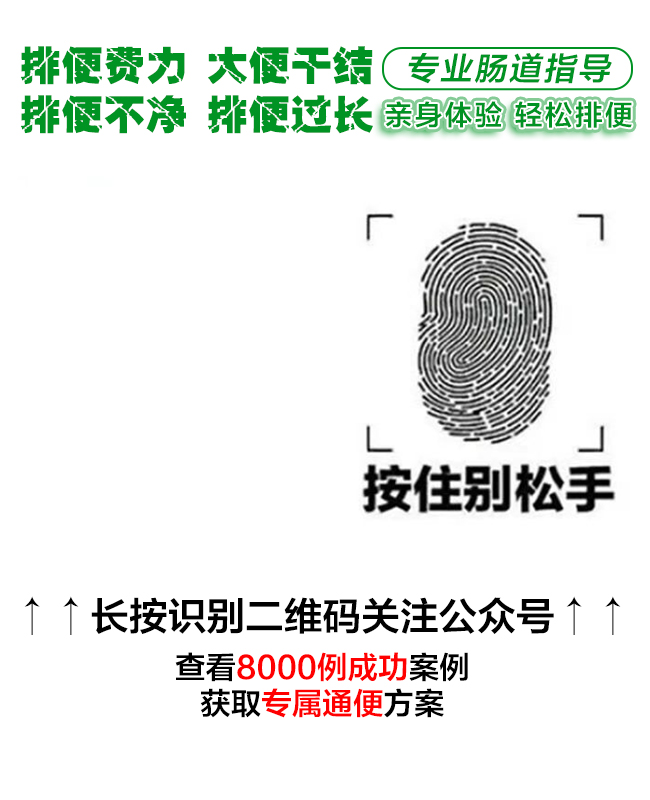 排便费力 大便干结 专业肠道指导
排便不净 排便过长 亲身体验 轻松排便
按住别松手
↑ ↑长按识别二维码关注公众号↑ ↑
查看8000例成功案例
获取专属通便方案